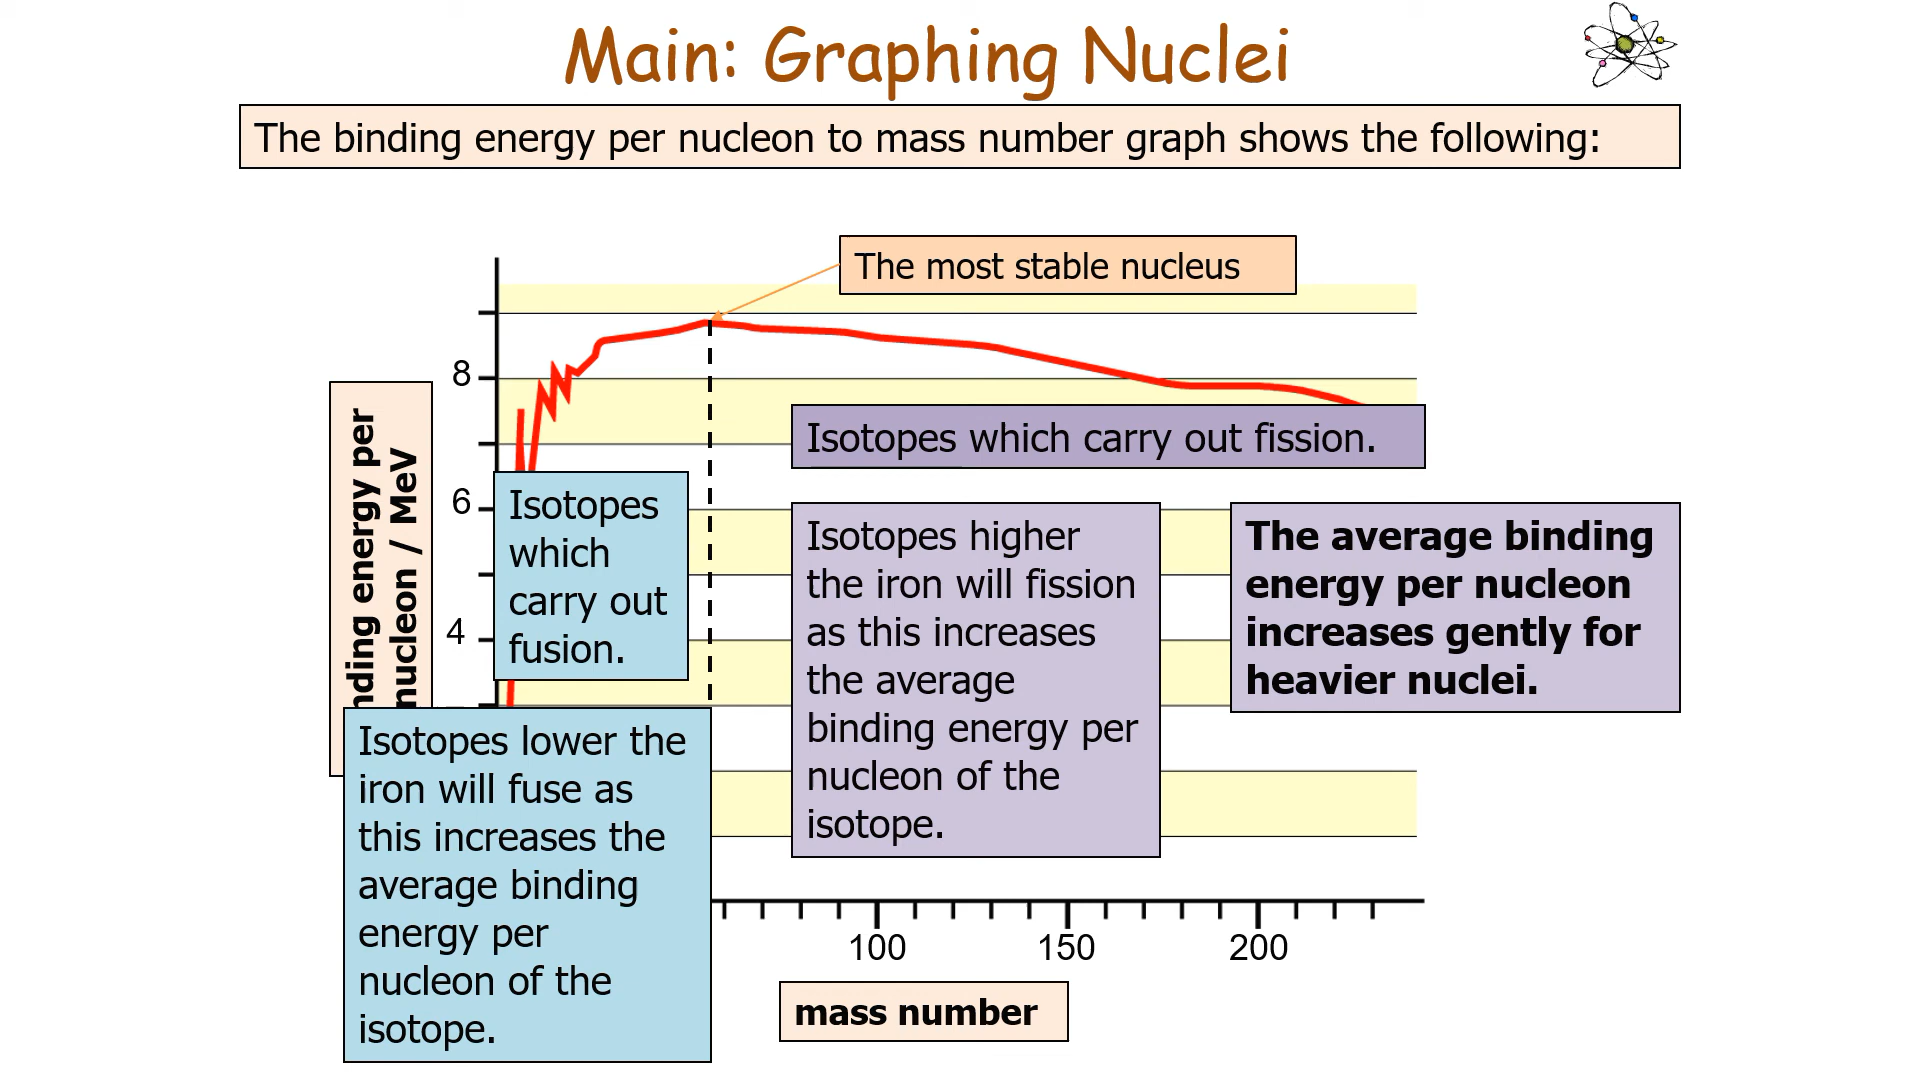 Main: Graphing Nuclei
The binding energy per nucleon to mass number graph shows the following:
The most stable nucleus
8
6
4
nding energy per
nucleon / MeV
Isotopes which carry out fission.
Isotopes
which
carry out
fusion.
Isotopes higher
the iron will fission
as this increases
the average
binding energy per
nucleon of the
isotope.
The average binding
energy per nucleon
increases gently for
heavier nuclei.
Isotopes lower the
iron will fuse as
this increases the
average binding
energy per
nucleon of the
isotope.
100 150 200
mass number